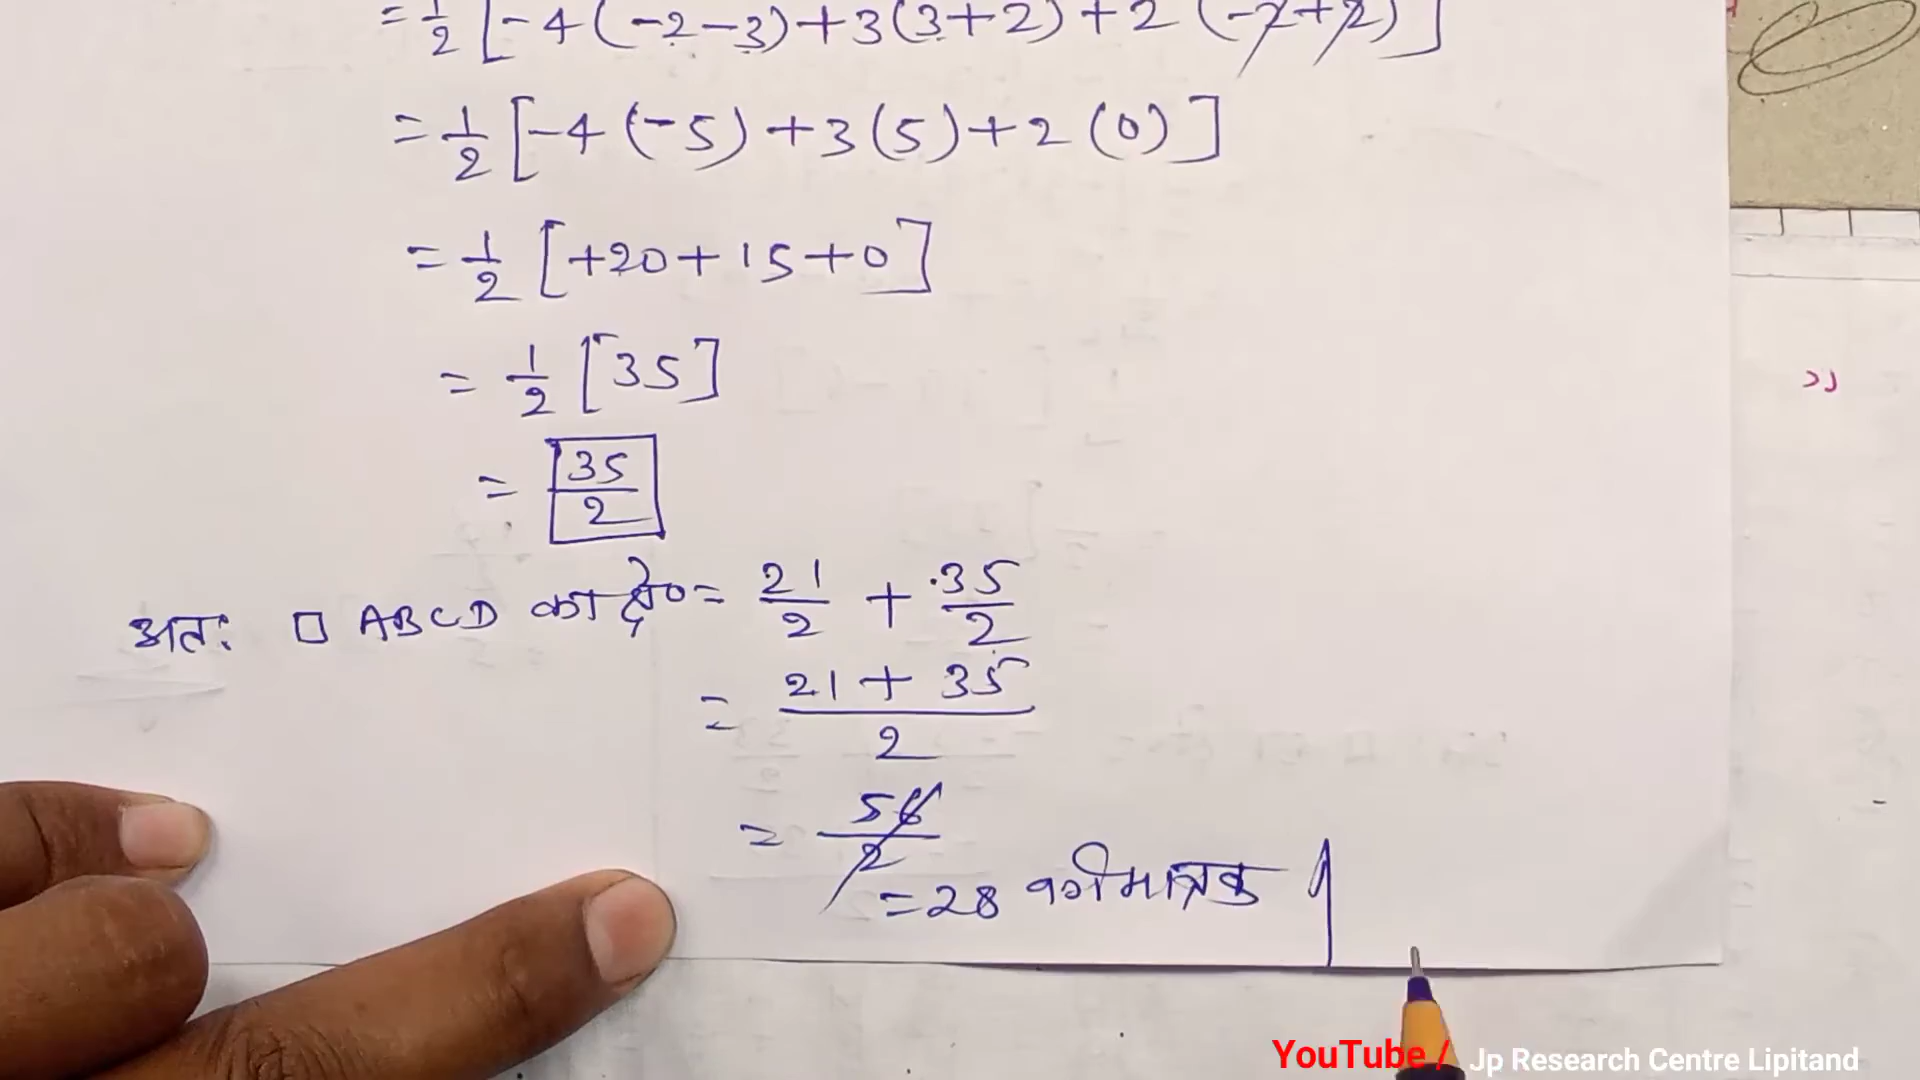 = 1/2 [-4(-2-3)+3(3+2)+2(-2+2)]
= 1/2 [-4(-5)+3(5)+2(0)]
= 1/2 [+20+15+0]
= 1/2 [35]
= 35/2
अतः □ ABCD का क्षे० = 21/2 + 35/2
= 21+35/2
= 56/2
= 28 वर्ग मात्रक
YouTube / Jp Research Centre Lipitand